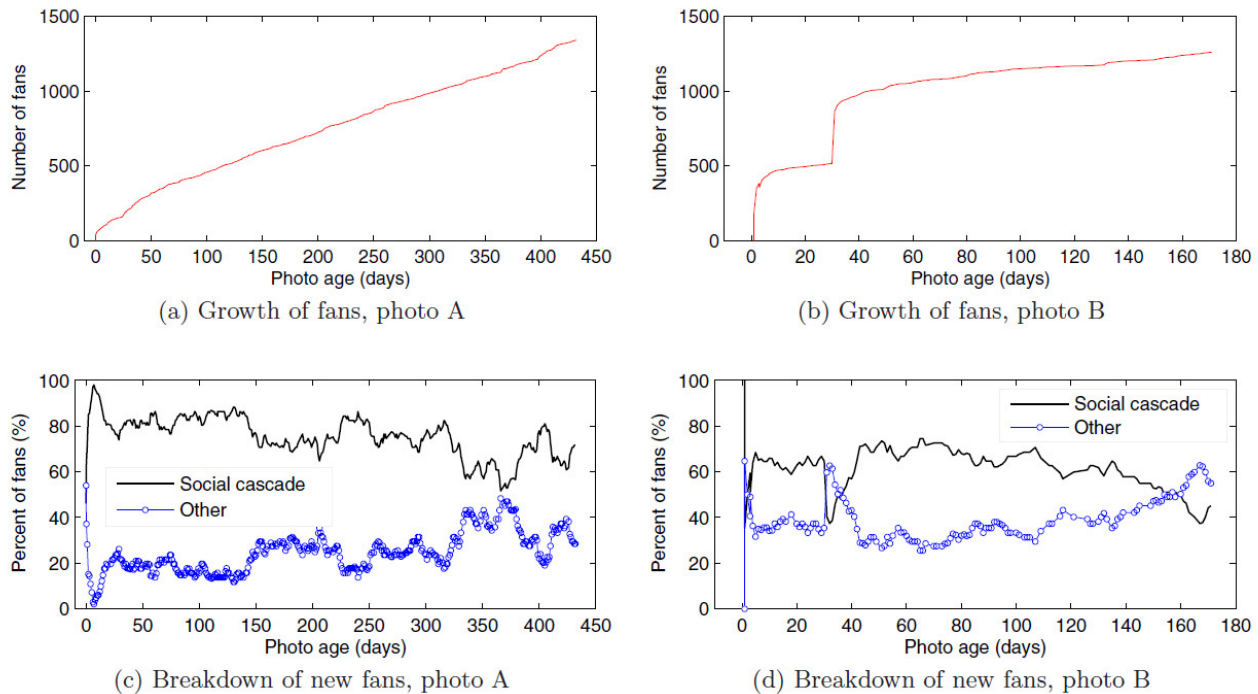 1500
1000
500
0
Number of fans
0 50 100 150 200 250 300 350 400 450
Photo age (days)
(a) Growth of fans, photo A
1500
1000
500
0
Number of fans
0 20 40 60 80 100 120 140 160 180
Photo age (days)
(b) Growth of fans, photo B
100
80
60
40
20
0
Percent of fans (%)
Social cascade
Other
0 50 100 150 200 250 300 350 400 450
Photo age (days)
(c) Breakdown of new fans, photo A
100
80
60
40
20
0
Percent of fans (%)
Social cascade
Other
0 20 40 60 80 100 120 140 160 180
Photo age (days)
(d) Breakdown of new fans, photo B